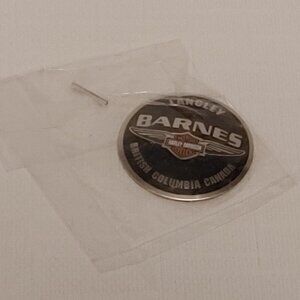 LANGLEY
BARNES
HARLEY-DAVIDSON
BRITISH COLUMBIA CANADA